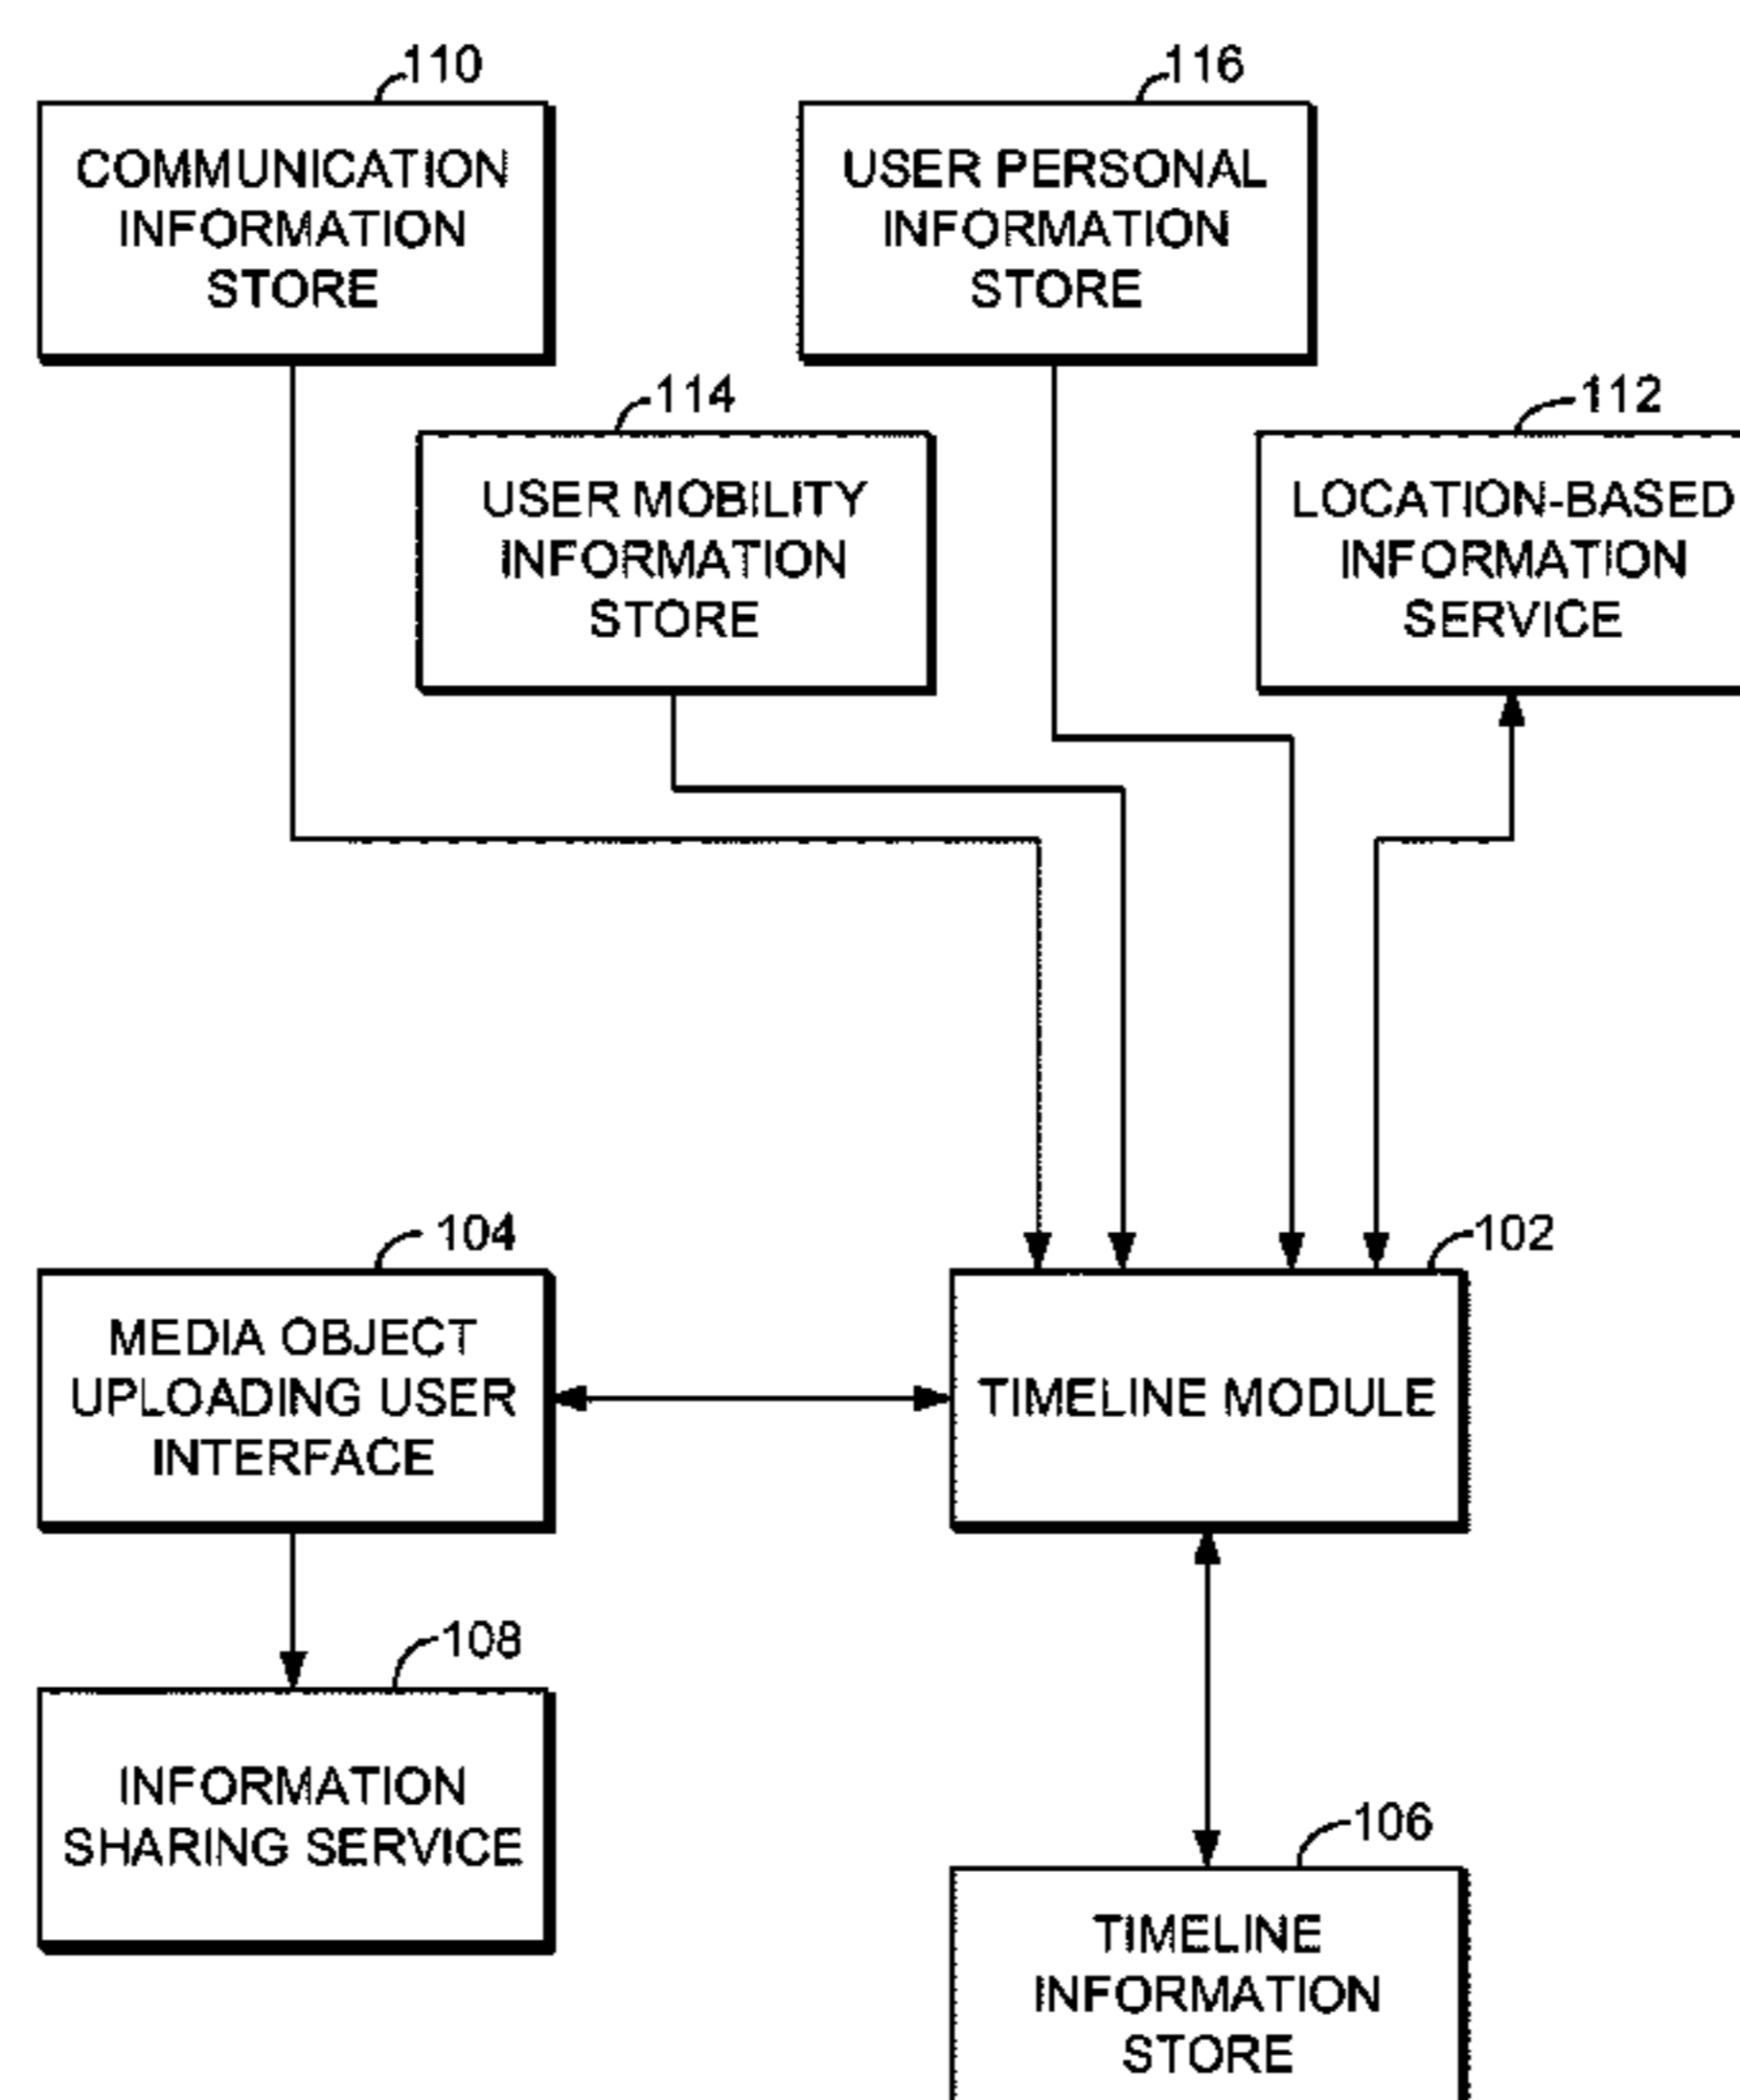 110
COMMUNICATION
INFORMATION
STORE
116
USER PERSONAL
INFORMATION
STORE
114
USER MOBILITY
INFORMATION
STORE
112
LOCATION-BASED
INFORMATION
SERVICE
104
MEDIA OBJECT
UPLOADING USER
INTERFACE
102
TIMELINE MODULE
108
INFORMATION
SHARING SERVICE
106
TIMELINE
INFORMATION
STORE